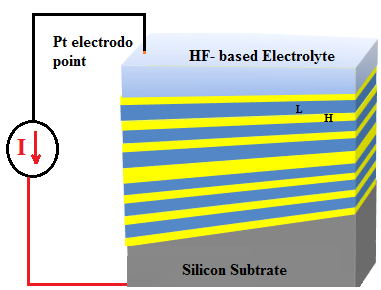 Pt electrodo
point
HF- based Electrolyte
L
H
I
Silicon Subtrate